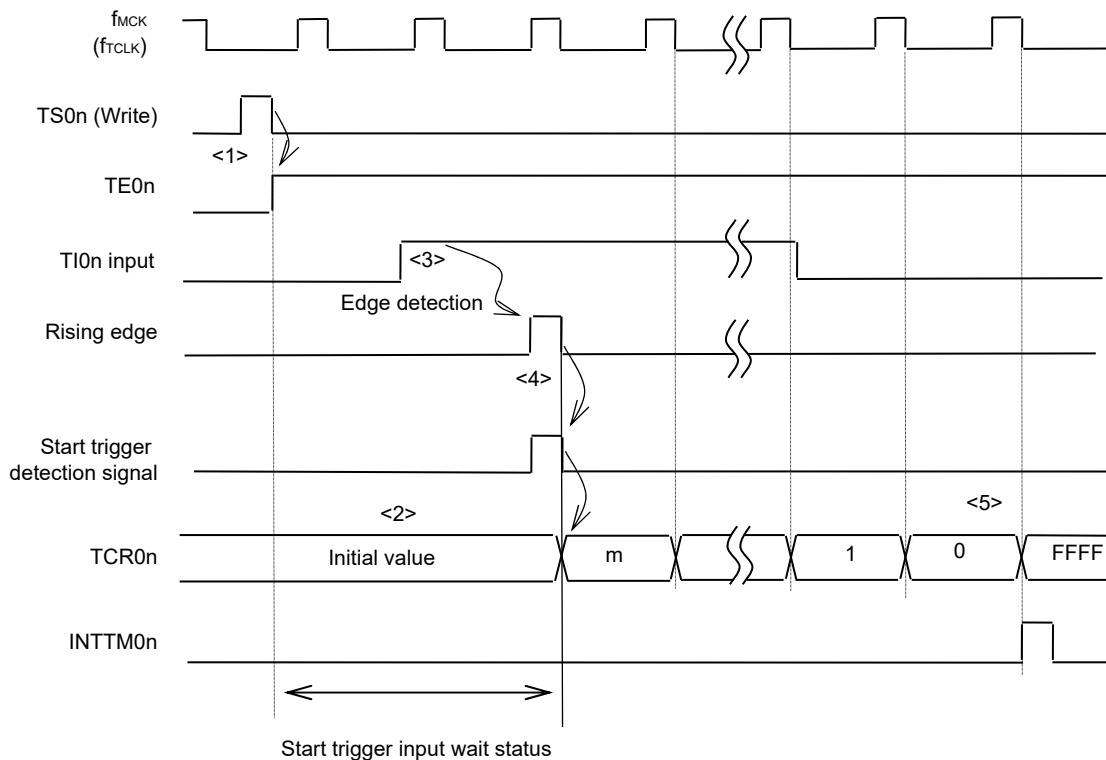 fMCK
(fTCLK)
TS0n (Write)
<1>
TE0n
TI0n input
<3>
Edge detection
Rising edge
<4>
Start trigger
detection signal
<2>
<5>
TCR0n
Initial value
m
1
0
FFFF
INTTM0n
Start trigger input wait status